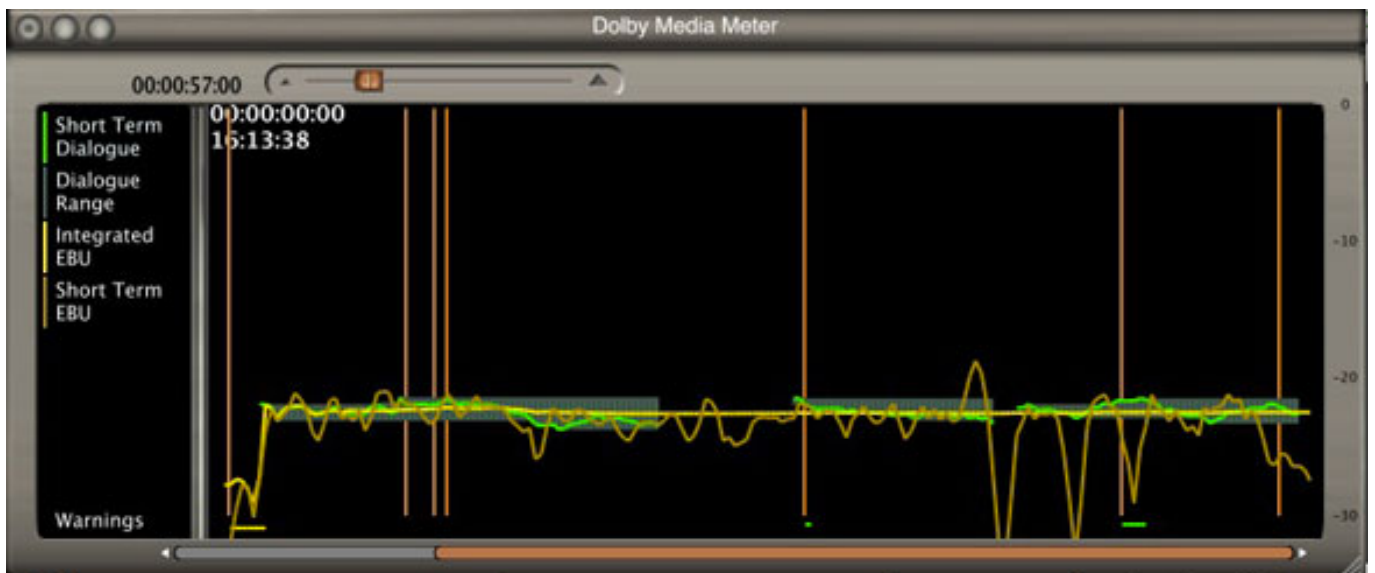 Dolby Media Meter
00:00:57:00
00:00:00:00
16:13:38
Short Term
Dialogue
Dialogue
Range
Integrated
EBU
Short Term
EBU
Warnings
0
-10
-20
-30